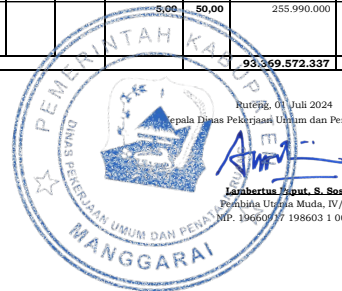 5,00 50,00 255.990.000
93.369.572.337
Ruteng, 01 Juli 2024
Kepala Dinas Pekerjaan Umum dan Pe
Lambertus Paput, S. Sos
Pembina Utama Muda, IV/
NIP. 19660917 198603 1 00
PEMERINTAH KABUPATE
DINAS PEKERJAAN UMUM DAN PENATA
MANGGARAI